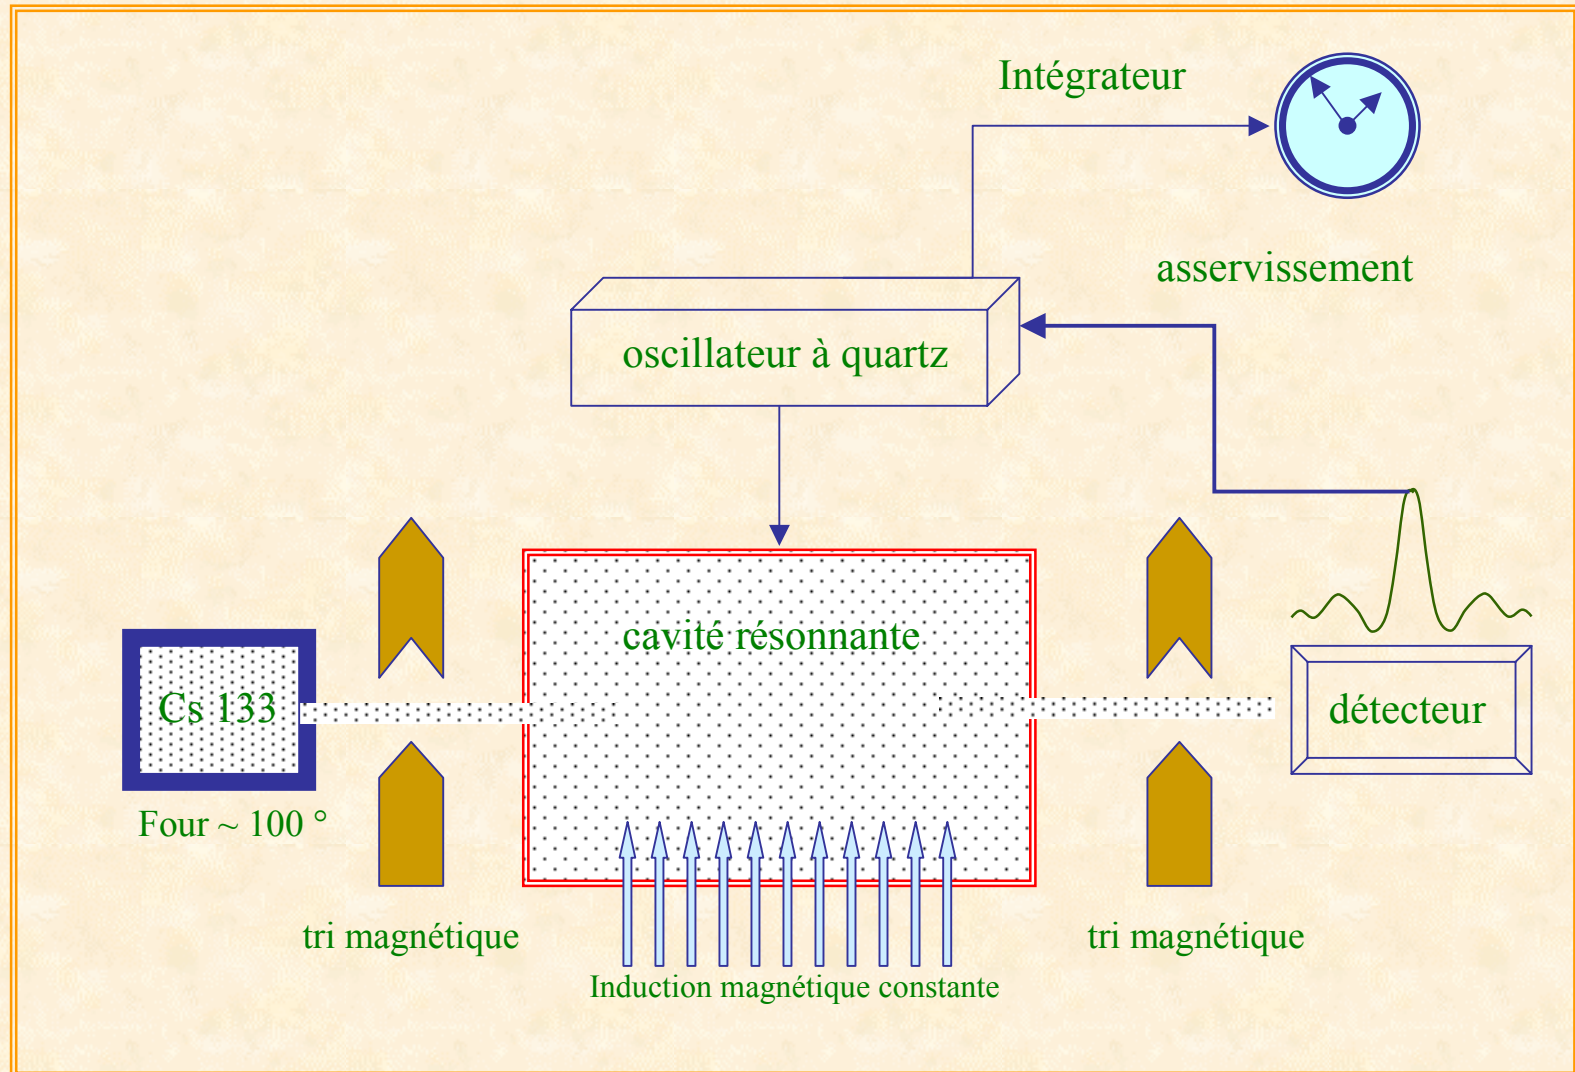 Intégrateur
asservissement
oscillateur à quartz
cavité résonnante
Cs 133
détecteur
Four ~ 100 °
tri magnétique
tri magnétique
Induction magnétique constante